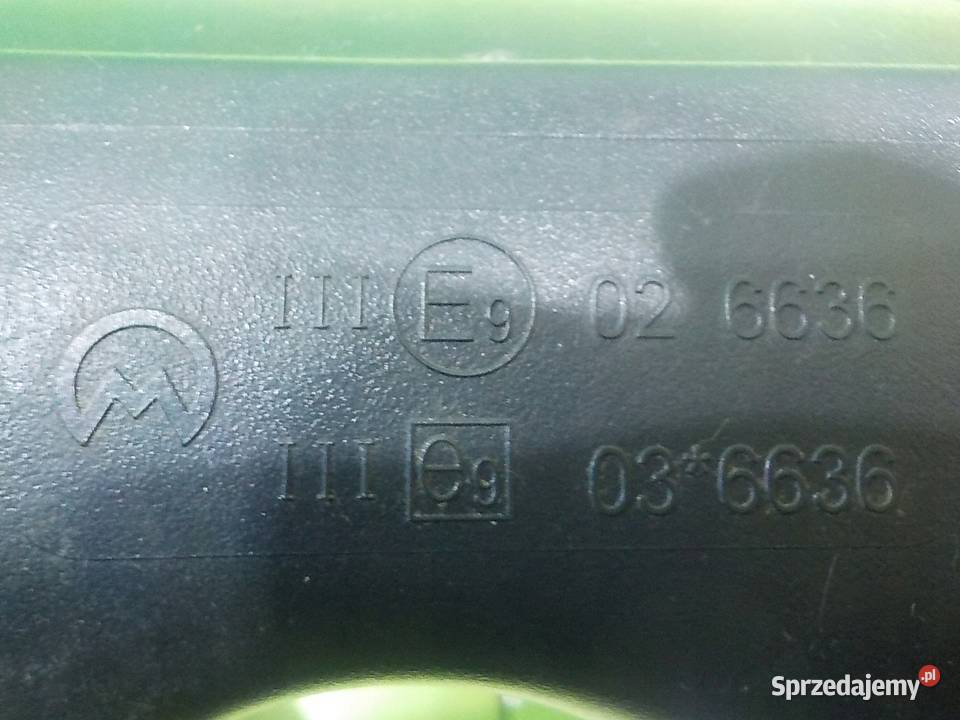 III E9 02 6636
M
III e9 03*6636
Sprzedajemy.pl